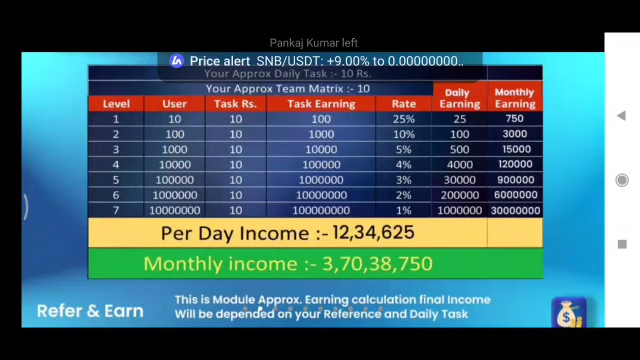 Pankaj Kumar left
Price alert SNB/USDT: +9.00% to 0.00000000..
Your Approx Daily Task :- 10 Rs.
Your Approx Team Matrix :- 10
Level User Task Rs. Task Earning Rate Daily Earning Monthly Earning
1 10 10 100 25% 25 750
2 100 10 1000 10% 100 3000
3 1000 10 10000 5% 500 15000
4 10000 10 100000 4% 4000 120000
5 100000 10 1000000 3% 30000 900000
6 1000000 10 10000000 2% 200000 6000000
7 10000000 10 100000000 1% 1000000 30000000
Per Day Income :- 12,34,625
Monthly income :- 3,70,38,750
Refer & Earn
This is Module Approx. Earning calculation final Income
Will be depended on your Reference and Daily Task